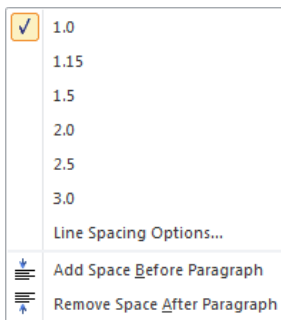 1.0
1.15
1.5
2.0
2.5
3.0
Line Spacing Options...
Add Space Before Paragraph
Remove Space After Paragraph